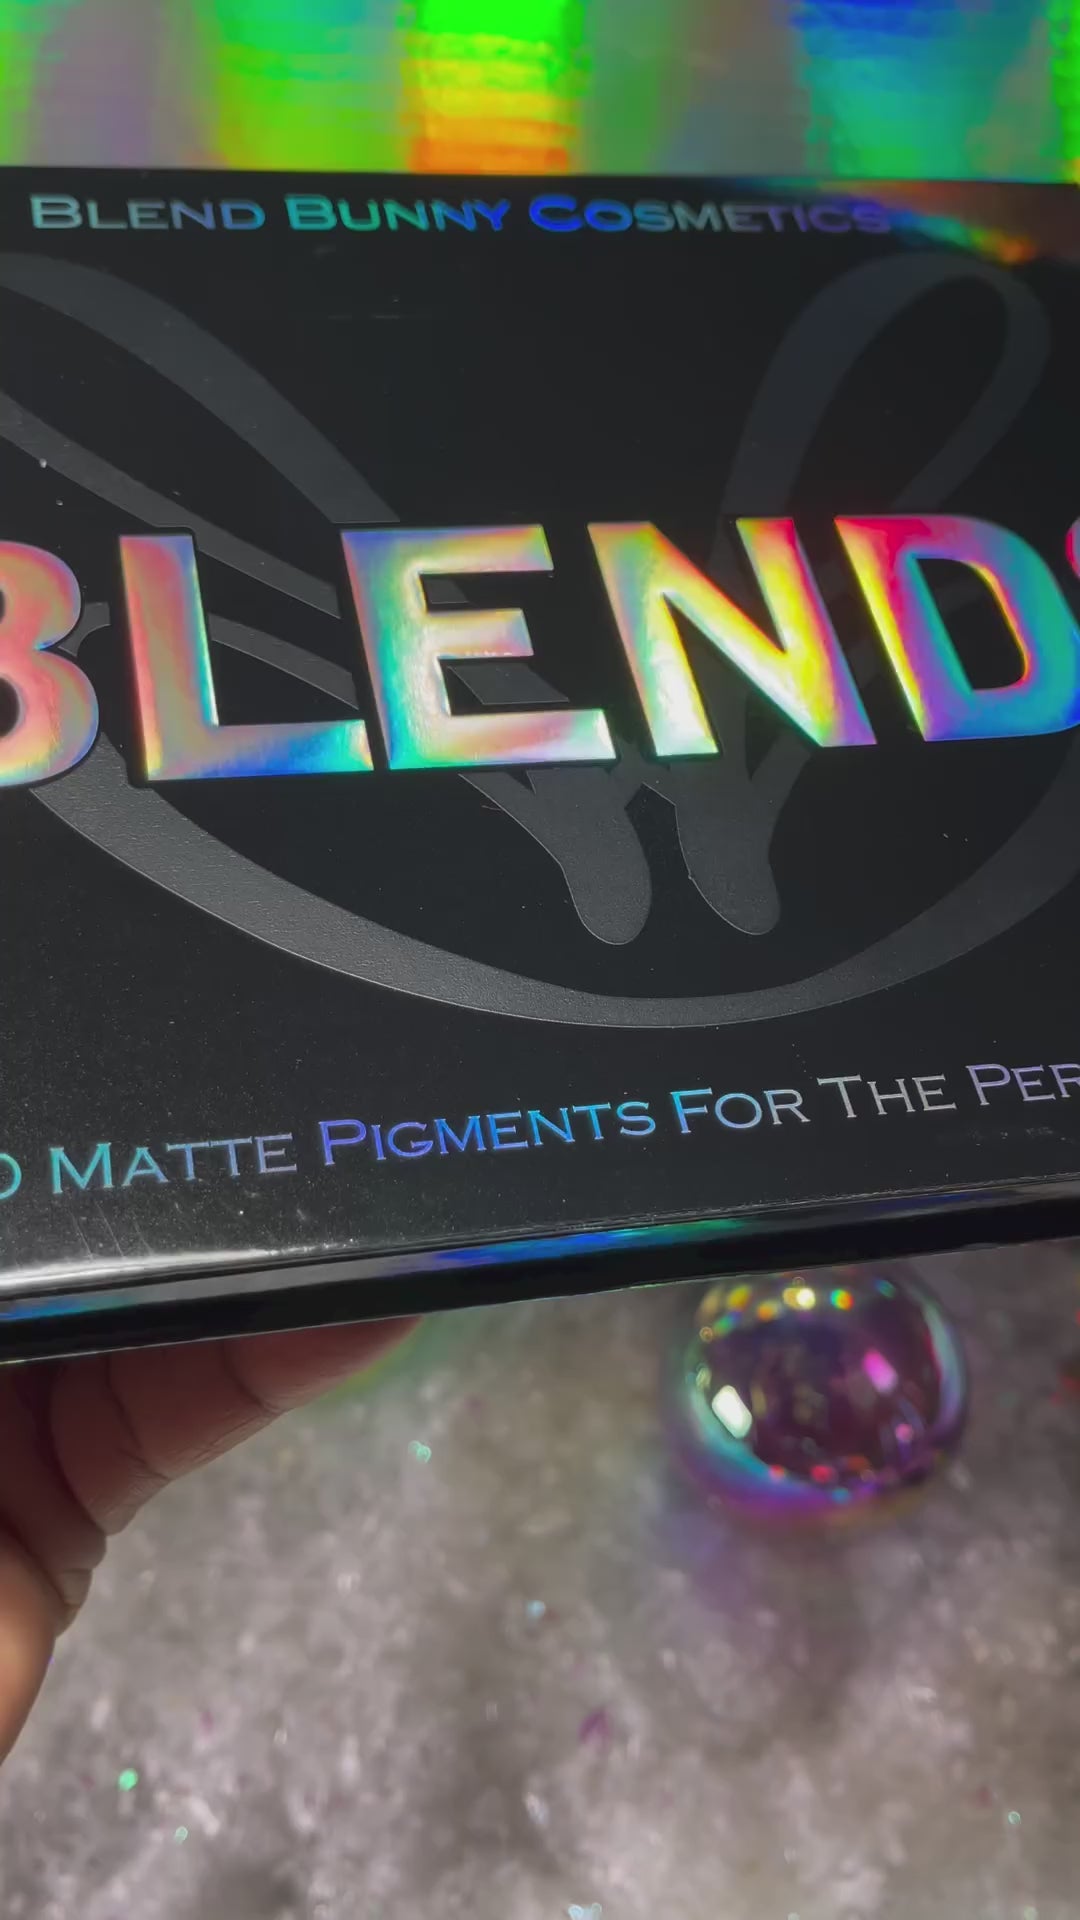 BLEND BUNNY COSMETICS
BLENDS
MATTE PIGMENTS FOR THE